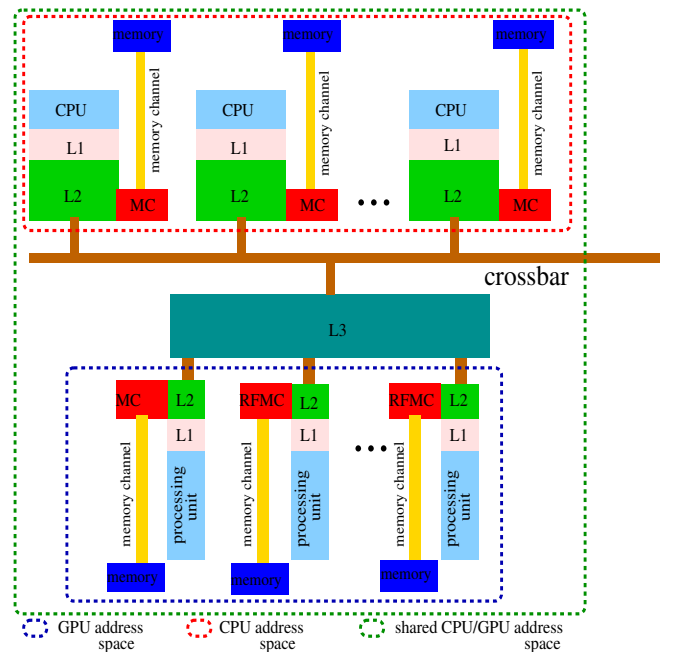 memory
memory
memory
CPU
L1
L2
MC
memory channel
CPU
L1
L2
MC
memory channel
...
CPU
L1
L2
MC
memory channel
crossbar
L3
MC
L2
L1
memory channel
processing
unit
memory
RFMC
L2
L1
memory channel
processing
unit
memory
...
RFMC
L2
L1
memory channel
processing
unit
memory
GPU address
space
CPU address
space
shared CPU/GPU address
space